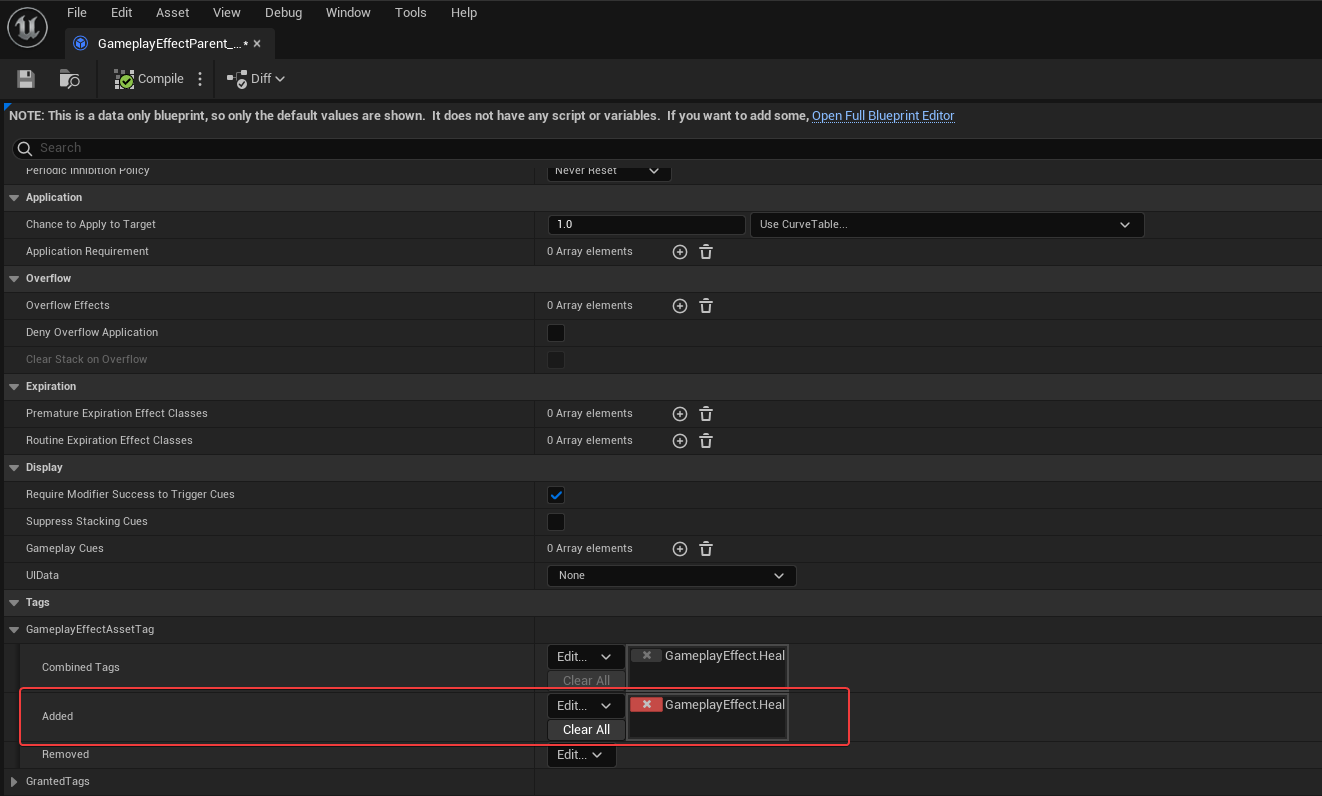 File Edit Asset View Debug Window Tools Help
GameplayEffectParent_...*
Compile Diff
NOTE: This is a data only blueprint, so only the default values are shown.  It does not have any script or variables.  If you want to add some, Open Full Blueprint Editor
Search
Periodic Inhibition Policy Never Reset
Application
Chance to Apply to Target 1.0 Use CurveTable...
Application Requirement 0 Array elements
Overflow
Overflow Effects 0 Array elements
Deny Overflow Application
Clear Stack on Overflow
Expiration
Premature Expiration Effect Classes 0 Array elements
Routine Expiration Effect Classes 0 Array elements
Display
Require Modifier Success to Trigger Cues
Suppress Stacking Cues
Gameplay Cues 0 Array elements
UIData None
Tags
GameplayEffectAssetTag
Combined Tags Edit... GameplayEffect.Heal
Clear All
Added Edit... GameplayEffect.Heal
Clear All
Removed Edit...
GrantedTags